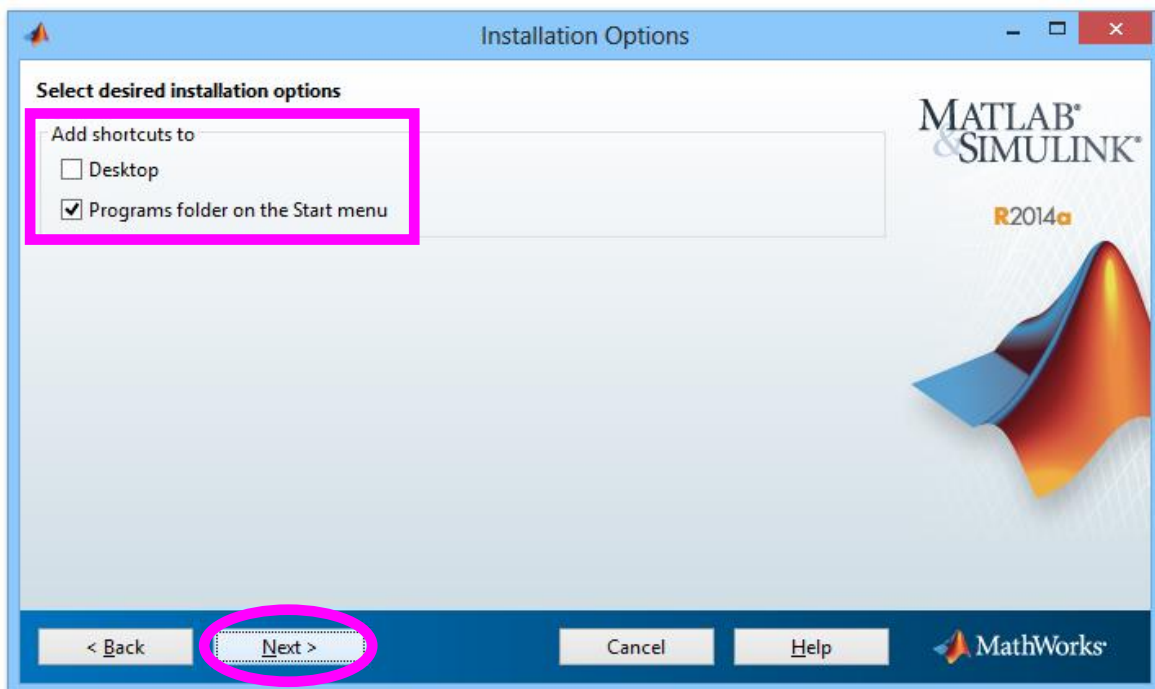 Installation Options
Select desired installation options
Add shortcuts to
Desktop
Programs folder on the Start menu
MATLAB®
&SIMULINK®
R2014a
< Back
Next >
Cancel
Help
MathWorks®